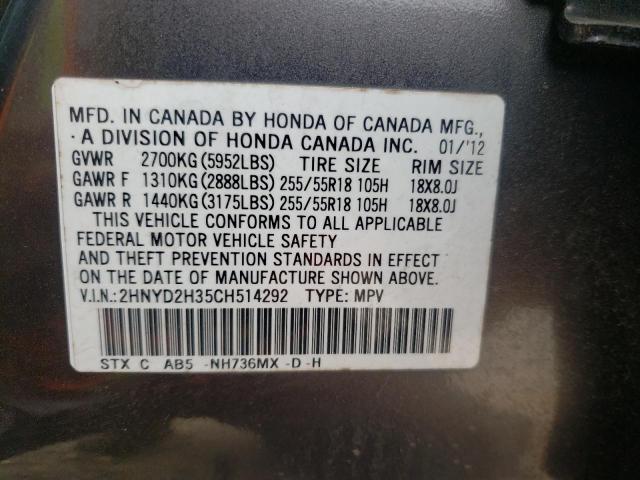 MFD. IN CANADA BY HONDA OF CANADA MFG.,
A DIVISION OF HONDA CANADA INC. 01/'12
GVWR 2700KG(5952LBS) TIRE SIZE RIM SIZE
GAWR F 1310KG(2888LBS) 255/55R18 105H 18X8.0J
GAWR R 1440KG(3175LBS) 255/55R18 105H 18X8.0J
THIS VEHICLE CONFORMS TO ALL APPLICABLE
FEDERAL MOTOR VEHICLE SAFETY
AND THEFT PREVENTION STANDARDS IN EFFECT
ON THE DATE OF MANUFACTURE SHOWN ABOVE.
V.I.N.:2HNYD2H35CH514292 TYPE: MPV
STX C AB5 -NH736MX -D -H